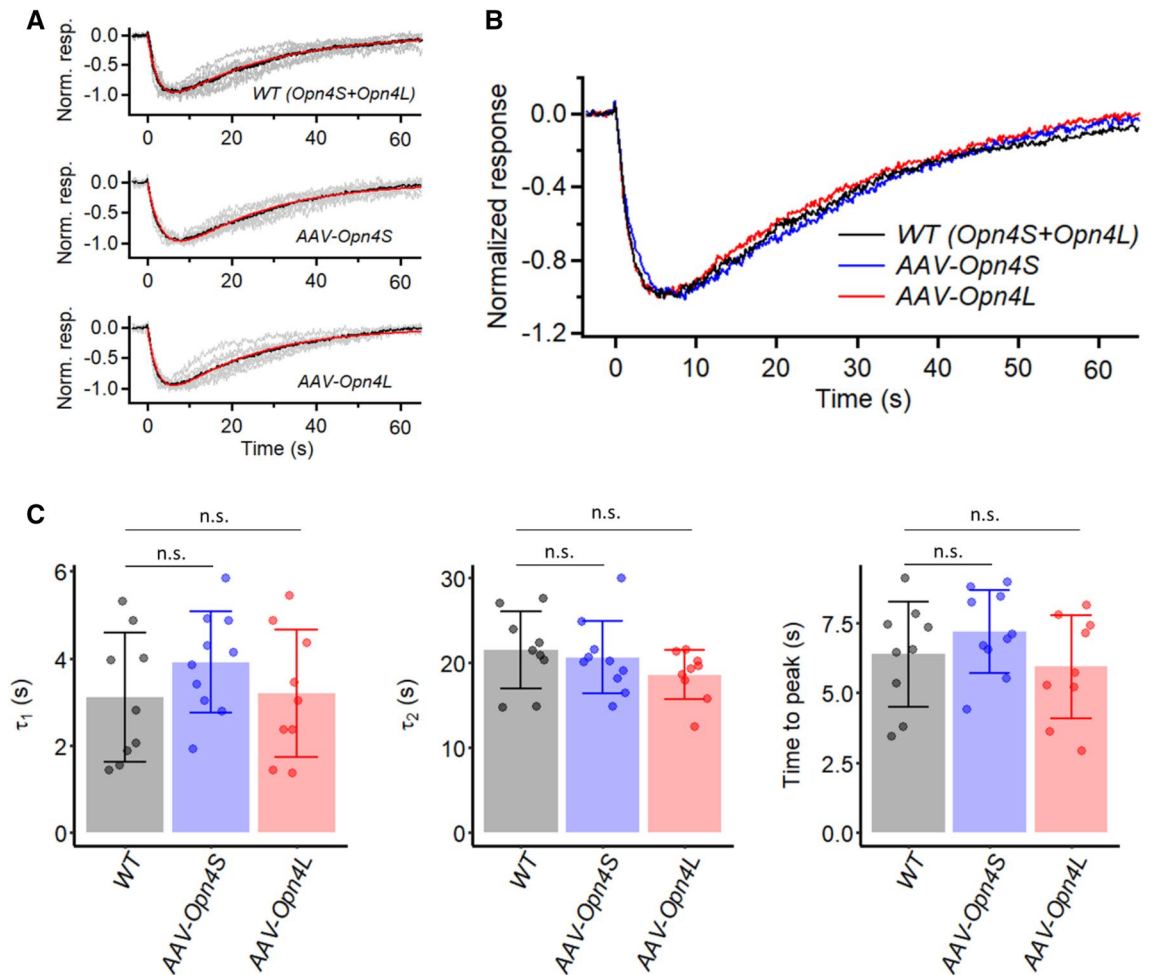 A
Norm. resp.
0.0
-0.5
-1.0
WT (Opn4S+Opn4L)
0 20 40 60
Norm. resp.
0.0
-0.5
-1.0
AAV-Opn4S
0 20 40 60
Norm. resp.
0.0
-0.5
-1.0
AAV-Opn4L
0 20 40 60
Time (s)
B
Normalized response
0.0
-0.4
-0.8
-1.2
WT (Opn4S+Opn4L)
AAV-Opn4S
AAV-Opn4L
0 10 20 30 40 50 60
Time (s)
C
n.s.
n.s.
τ1 (s)
6
4
2
0
WT AAV-Opn4S AAV-Opn4L
n.s.
n.s.
τ2 (s)
30
20
10
0
WT AAV-Opn4S AAV-Opn4L
n.s.
n.s.
Time to peak (s)
7.5
5.0
2.5
0.0
WT AAV-Opn4S AAV-Opn4L